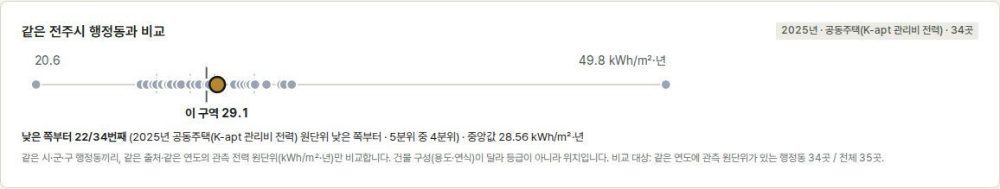 같은 전주시 행정동과 비교
2025년 · 공동주택(K-apt 관리비 전력) · 34곳
20.6
49.8 kWh/m²·년
이 구역 29.1
낮은 쪽부터 22/34번째 (2025년 공동주택(K-apt 관리비 전력) 원단위 낮은 쪽부터 · 5분위 중 4분위) · 중앙값 28.56 kWh/m²·년
같은 시·군·구 행정동끼리, 같은 출처·같은 연도의 관측 전력 원단위(kWh/m²·년)만 비교합니다. 건물 구성(용도·연식)이 달라 등급이 아니라 위치입니다. 비교 대상: 같은 연도에 관측 원단위가 있는 행정동 34곳 / 전체 35곳.